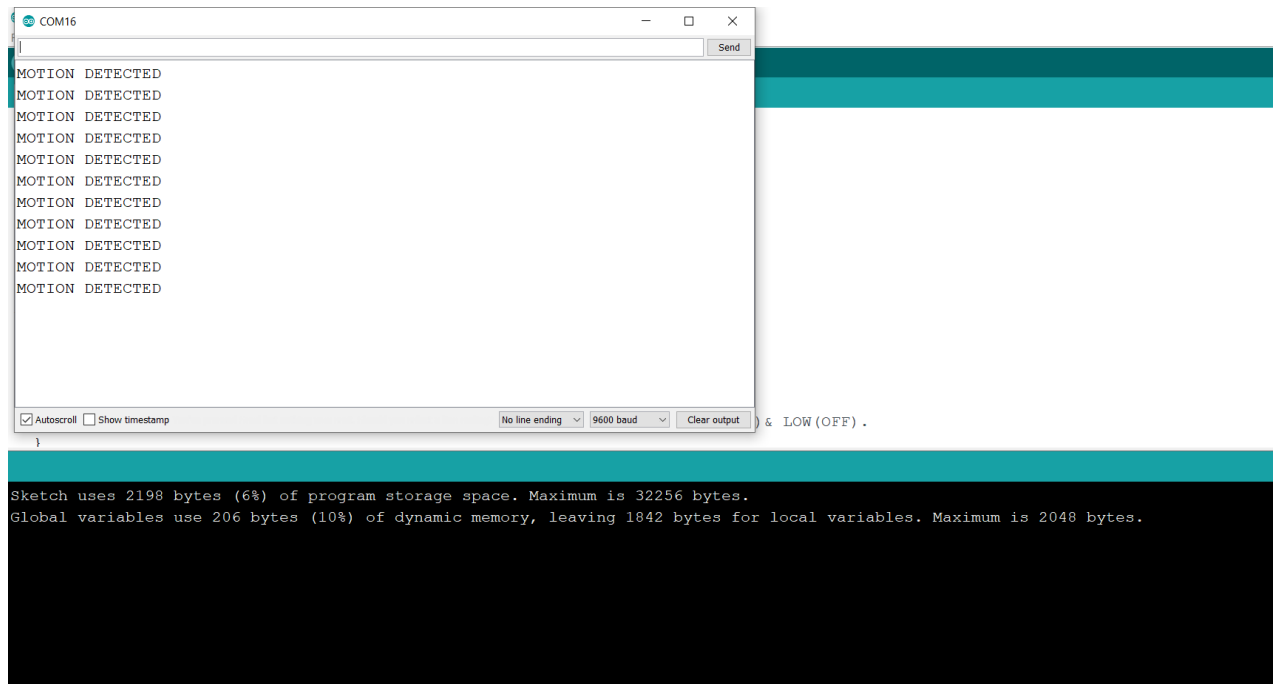 COM16
Send
MOTION DETECTED
MOTION DETECTED
MOTION DETECTED
MOTION DETECTED
MOTION DETECTED
MOTION DETECTED
MOTION DETECTED
MOTION DETECTED
MOTION DETECTED
MOTION DETECTED
MOTION DETECTED
Autoscroll Show timestamp No line ending 9600 baud Clear output
)& LOW(OFF).
}
Sketch uses 2198 bytes (6%) of program storage space. Maximum is 32256 bytes.
Global variables use 206 bytes (10%) of dynamic memory, leaving 1842 bytes for local variables. Maximum is 2048 bytes.